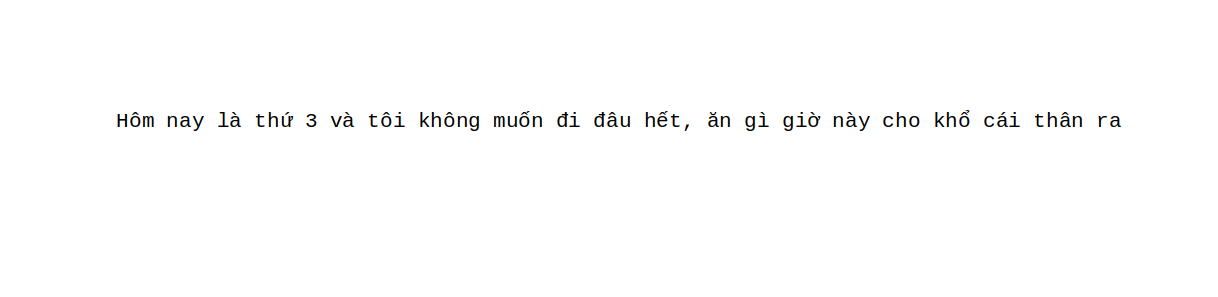 Hôm nay là thứ 3 và tôi không muốn đi đâu hết, ăn gì giờ này cho khổ cái thân ra